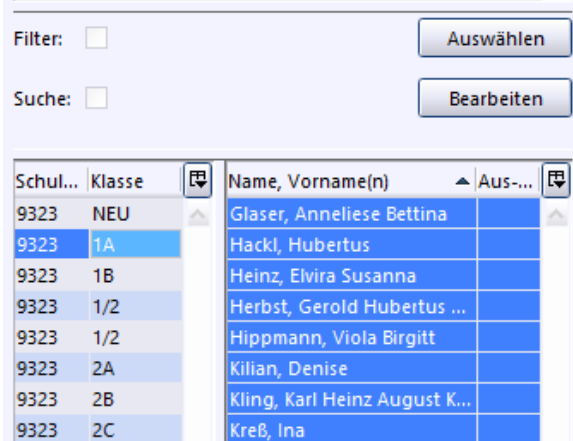 Filter: Auswählen
Suche: Bearbeiten
Schul... Klasse Name, Vorname(n) Aus-...
9323 NEU Glaser, Anneliese Bettina
9323 1A Hackl, Hubertus
9323 1B Heinz, Elvira Susanna
9323 1/2 Herbst, Gerold Hubertus ...
9323 1/2 Hippmann, Viola Birgitt
9323 2A Kilian, Denise
9323 2B Kling, Karl Heinz August K...
9323 2C Kreß, Ina